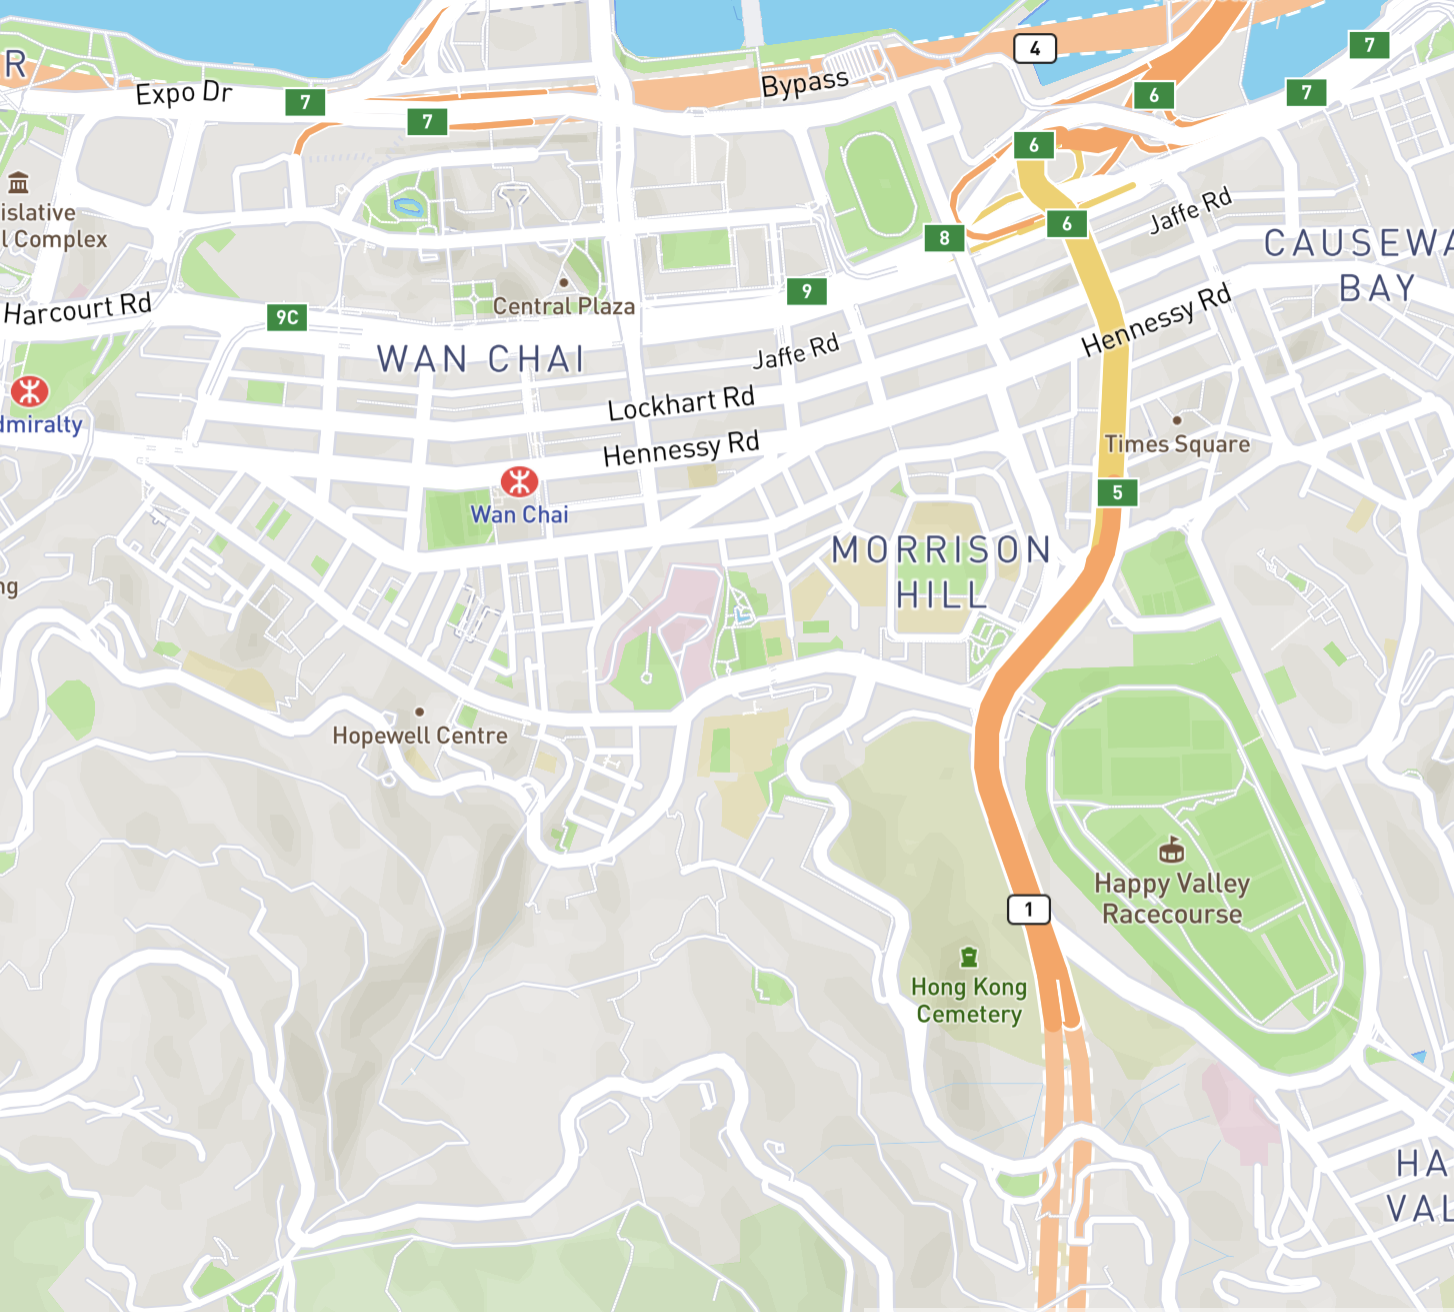 4
7
R
Expo Dr
Bypass
7
7
6
7
6
islative
l Complex
Jaffe Rd
8
6
CAUSEWA
BAY
9
Harcourt Rd
9C
Central Plaza
Hennessy Rd
WAN CHAI
Jaffe Rd
Lockhart Rd
dmiralty
Hennessy Rd
Times Square
Wan Chai
5
MORRISON
HILL
ng
Hopewell Centre
Happy Valley
Racecourse
1
Hong Kong
Cemetery
HA
VAL